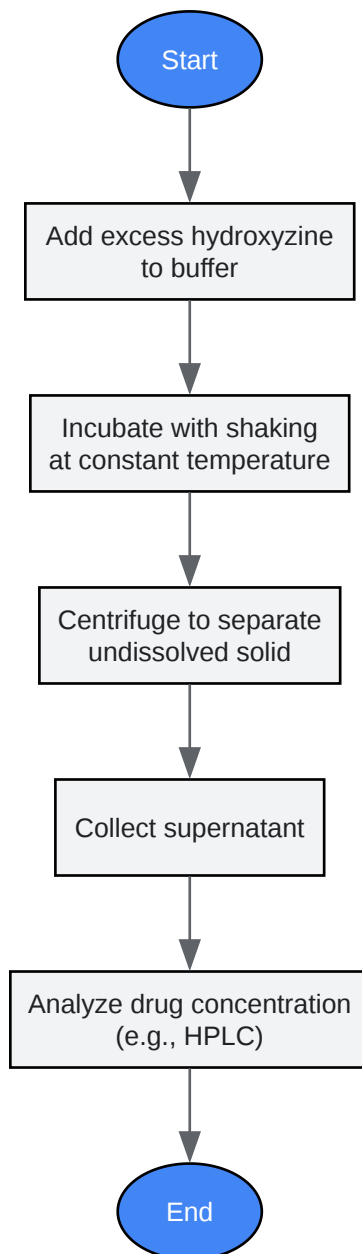 Start
Add excess hydroxyzine
to buffer
Incubate with shaking
at constant temperature
Centrifuge to separate
undissolved solid
Collect supernatant
Analyze drug concentration
(e.g., HPLC)
End